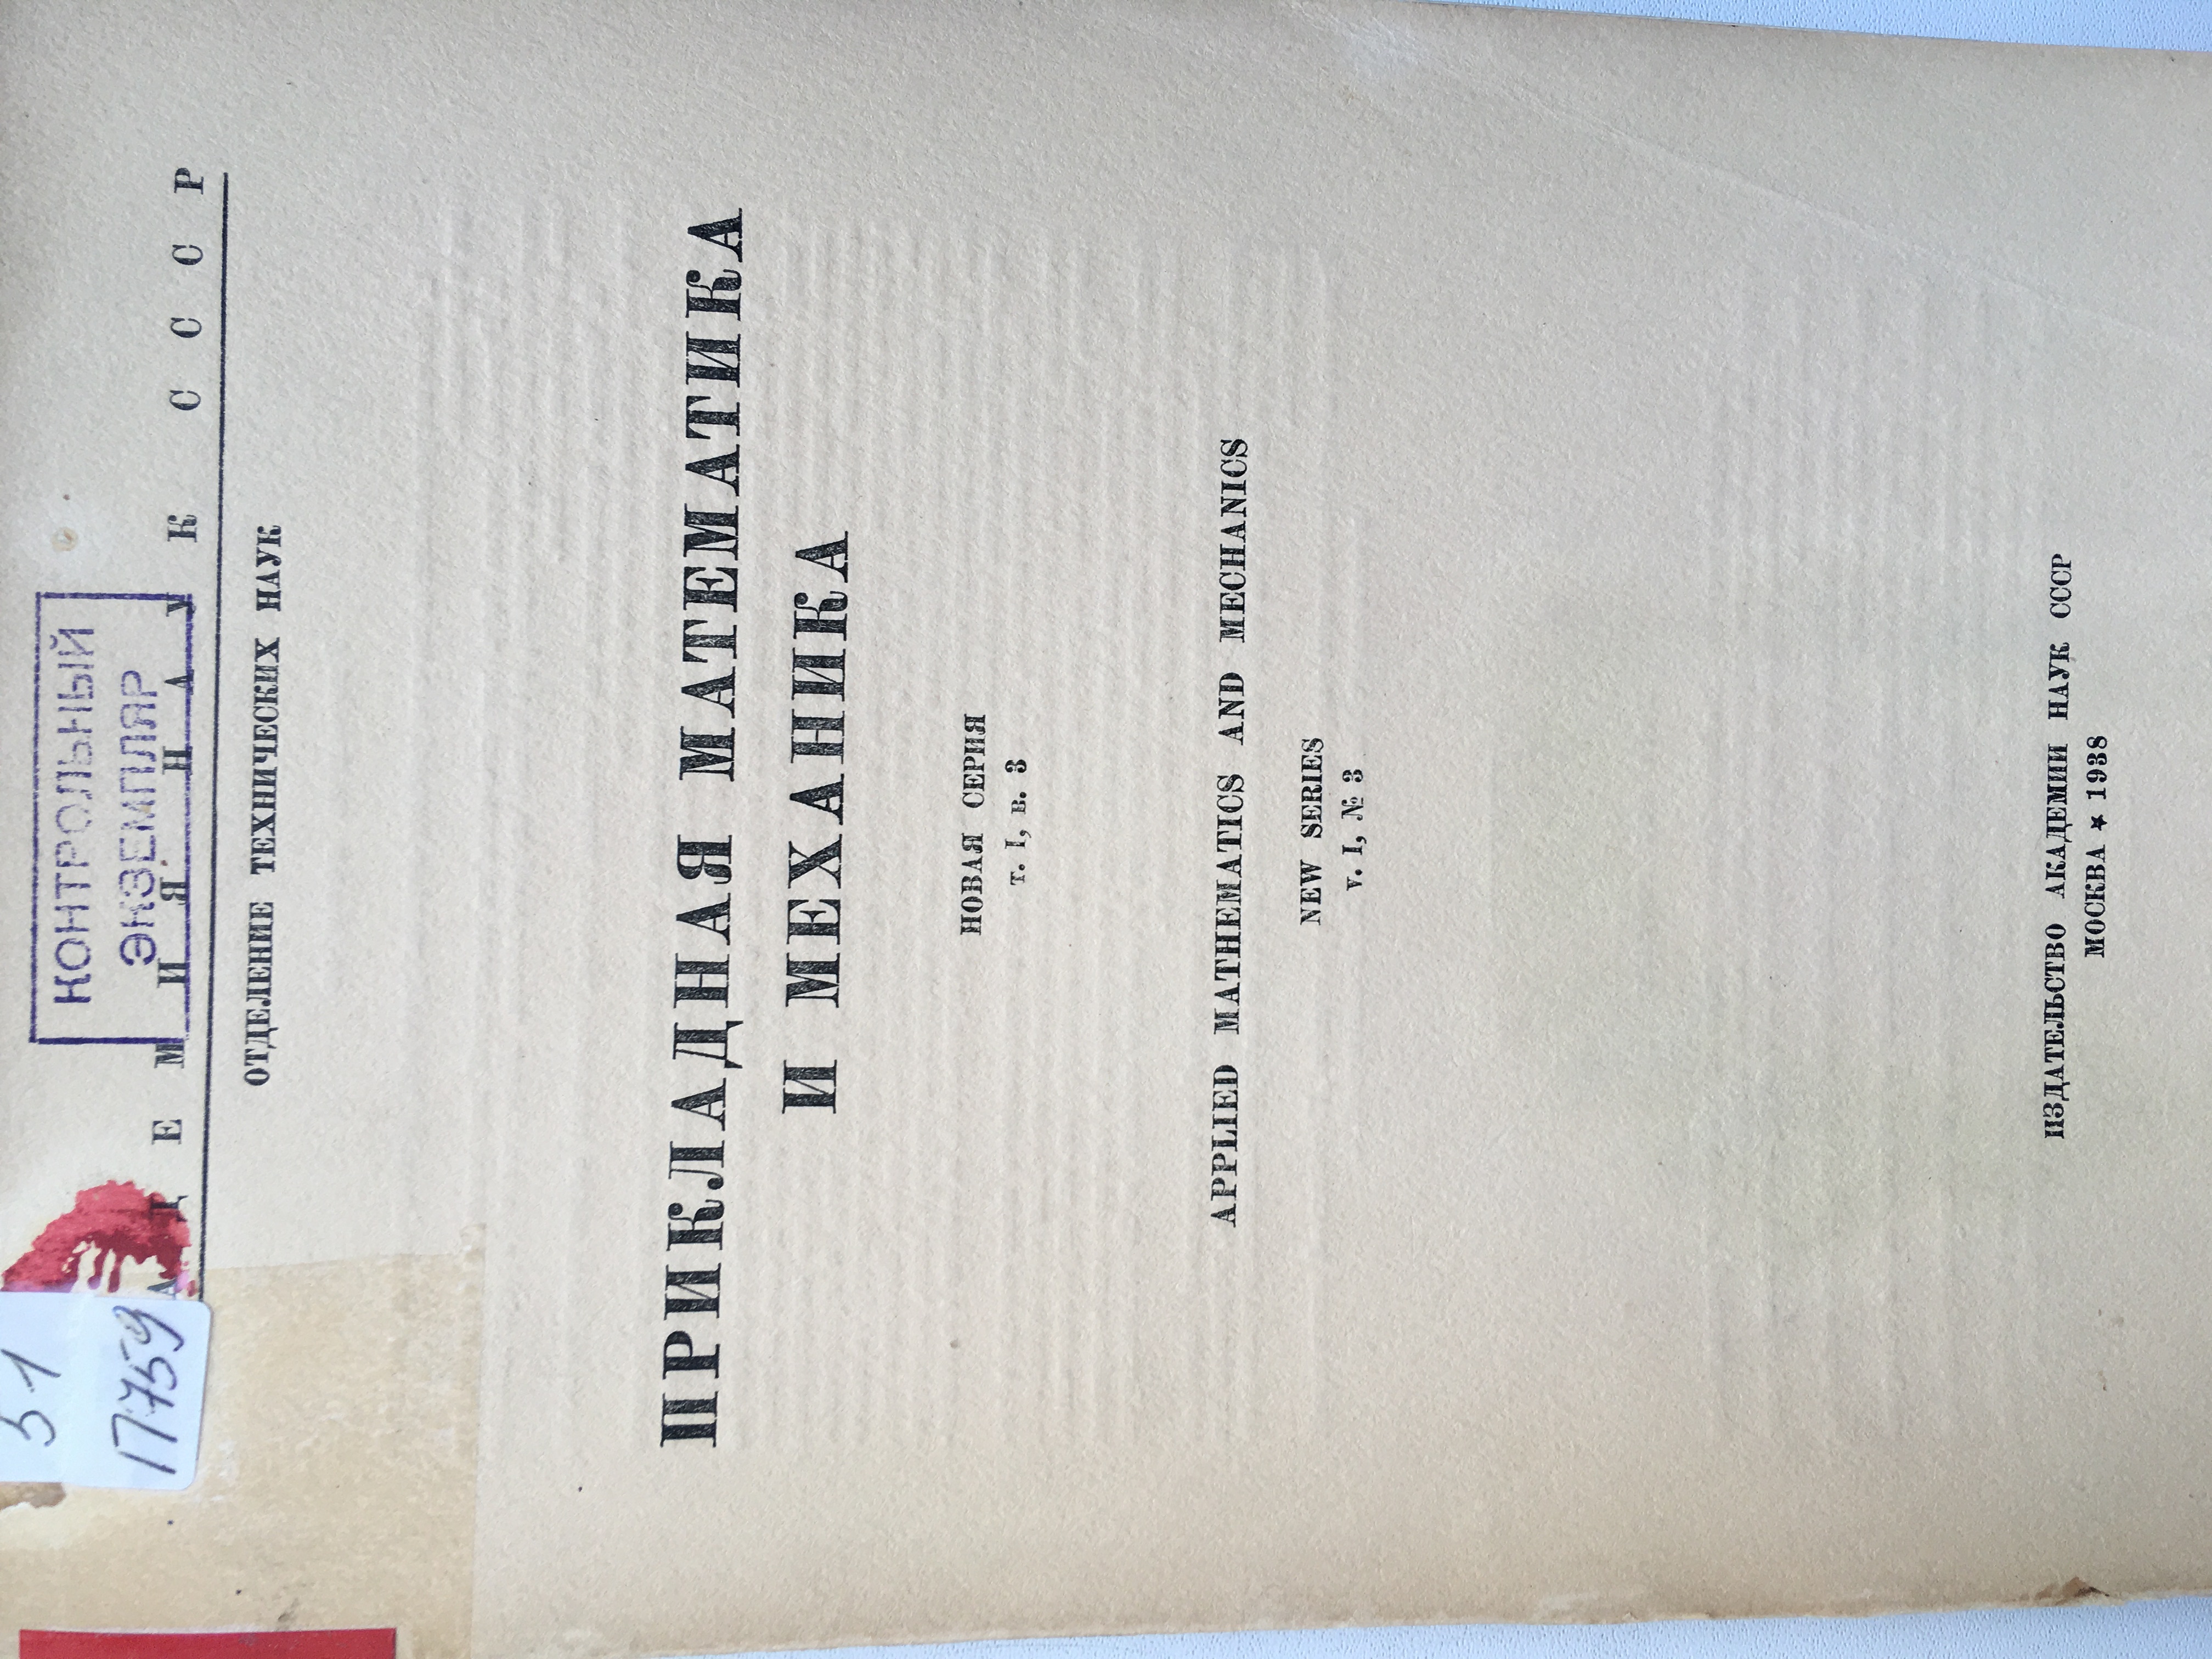 51
17759
КОНТРОЛЬНЫЙ
ЭКЗЕМПЛЯР
АКАДЕМИЯ НАУК СССР
ОТДЕЛЕНИЕ ТЕХНИЧЕСКИХ НАУК
ПРИКЛАДНАЯ МАТЕМАТИКА
И МЕХАНИКА
НОВАЯ СЕРИЯ
т. I, в. 3
APPLIED MATHEMATICS AND MECHANICS
NEW SERIES
v. I, № 3
ИЗДАТЕЛЬСТВО АКАДЕМИИ НАУК СССР
МОСКВА ★ 1938